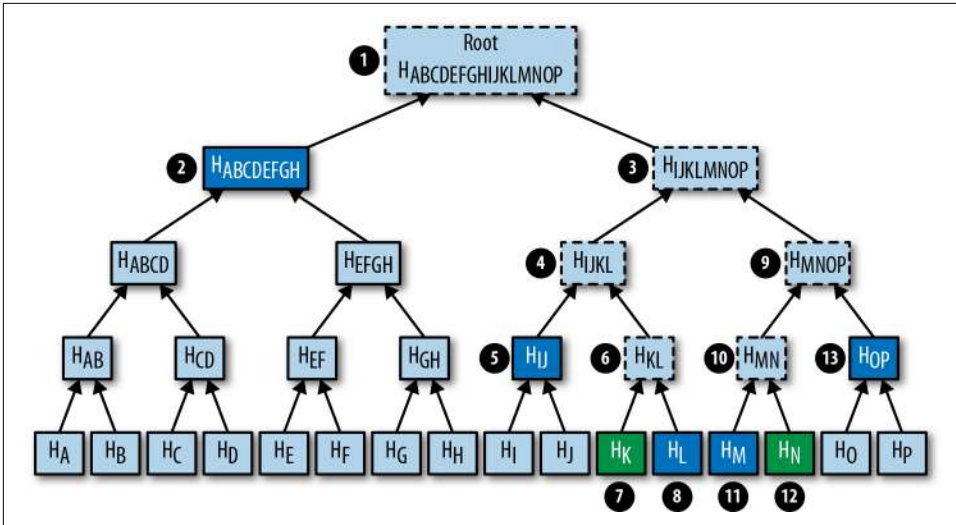 Root
1 HABCDEFGHIJKLMNOP
2 HABCDEFGH 3 HIJKLMNOP
HABCD HEFGH 4 HIJKL 9 HMNOP
HAB HCD HEF HGH 5 HIJ 6 HKL 10 HMN 13 HOP
HA HB HC HD HE HF HG HH HI HJ HK HL HM HN HO HP
7 8 11 12